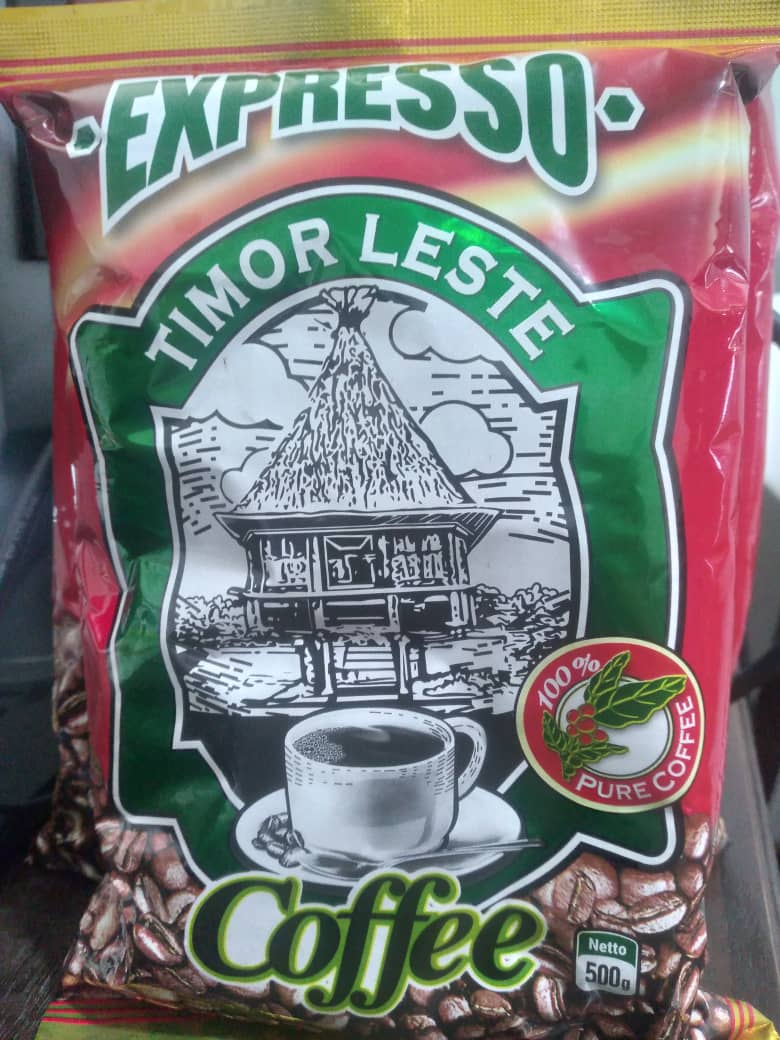 EXPRESSO
TIMOR LESTE
100%
PURE COFFEE
Coffee
Netto
500g